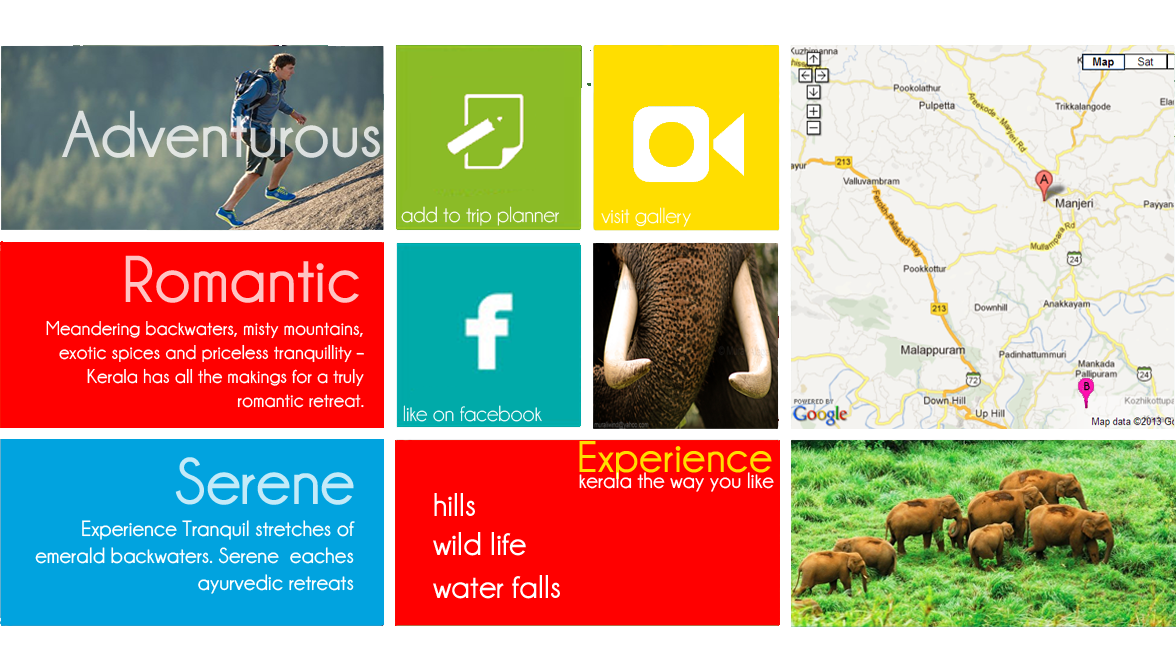 Adventurous
add to trip planner
visit gallery
Romantic
Meandering backwaters, misty mountains,
exotic spices and priceless tranquillity –
Kerala has all the makings for a truly
romantic retreat.
like on facebook
Serene
Experience Tranquil stretches of
emerald backwaters. Serene eaches
ayurvedic retreats
Experience
kerala the way you like
hills
wild life
water falls
Kuzhimanna
Map
Sat
Pookolathur
Pulpetta
Trikkalangode
Areekode - Manjeri Rd
213
Valluvambram
A
Manjeri
Payyan
Ferokh-Palakkad Hwy
Mullampara Rd
24
Pookkottur
213
Downhill
Anakkayam
Malappuram
Padinhattummuri
Mankada
Pallipuram
72
24
B
Down Hill
Up Hill
Kozhikottupa
POWERED BY
Google
Map data ©2013 Go